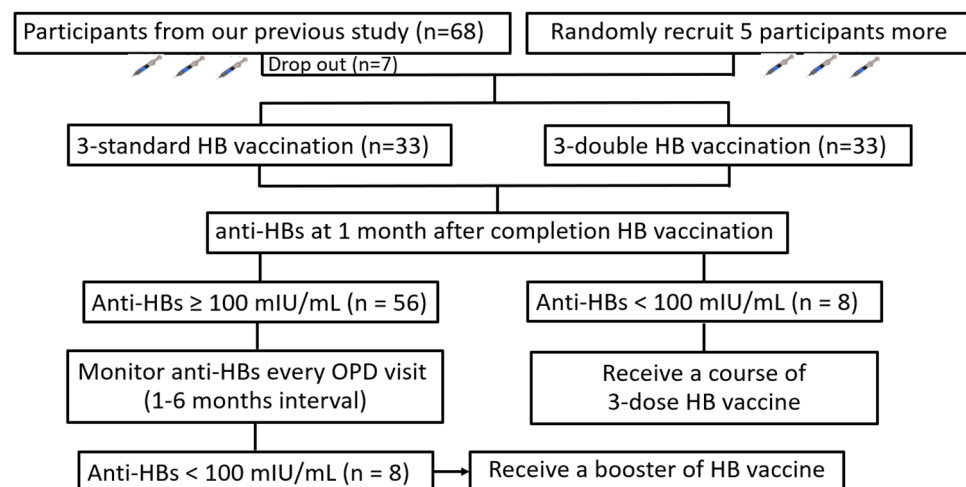 Participants from our previous study (n=68)
Randomly recruit 5 participants more
Drop out (n=7)
3-standard HB vaccination (n=33)
3-double HB vaccination (n=33)
anti-HBs at 1 month after completion HB vaccination
Anti-HBs ≥ 100 mIU/mL (n = 56)
Anti-HBs < 100 mIU/mL (n = 8)
Monitor anti-HBs every OPD visit
(1-6 months interval)
Receive a course of
3-dose HB vaccine
Anti-HBs < 100 mIU/mL (n = 8)
Receive a booster of HB vaccine